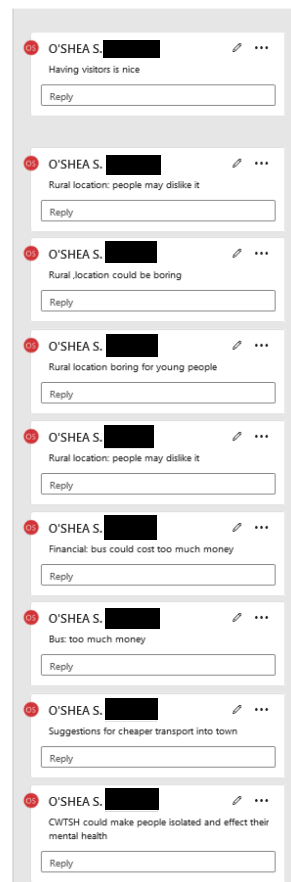 OS O'SHEA S.
Having visitors is nice
Reply
OS O'SHEA S.
Rural location: people may dislike it
Reply
OS O'SHEA S.
Rural ,location could be boring
Reply
OS O'SHEA S.
Rural location boring for young people
Reply
OS O'SHEA S.
Rural location: people may dislike it
Reply
OS O'SHEA S.
Financial: bus could cost too much money
Reply
OS O'SHEA S.
Bus: too much money
Reply
OS O'SHEA S.
Suggestions for cheaper transport into town
Reply
OS O'SHEA S.
CWTSH could make people isolated and effect their
mental health
Reply